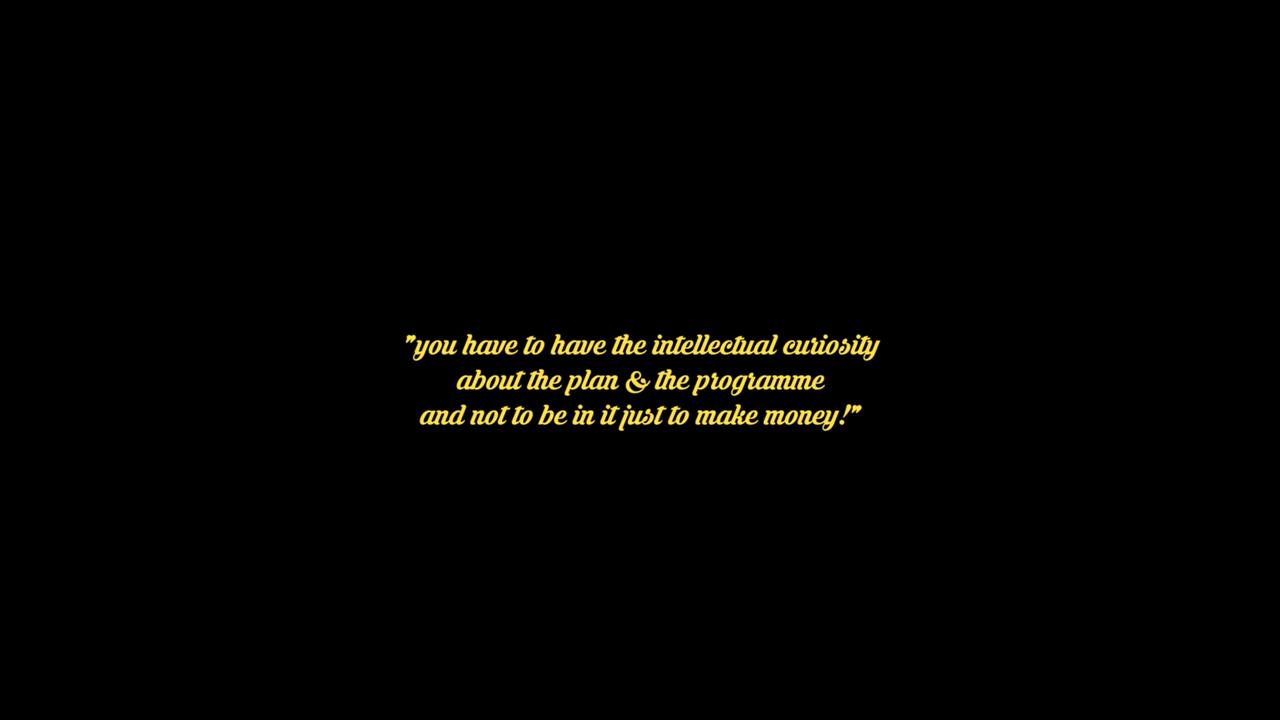 "you have to have the intellectual curiosity
about the plan & the programme
and not to be in it just to make money!"